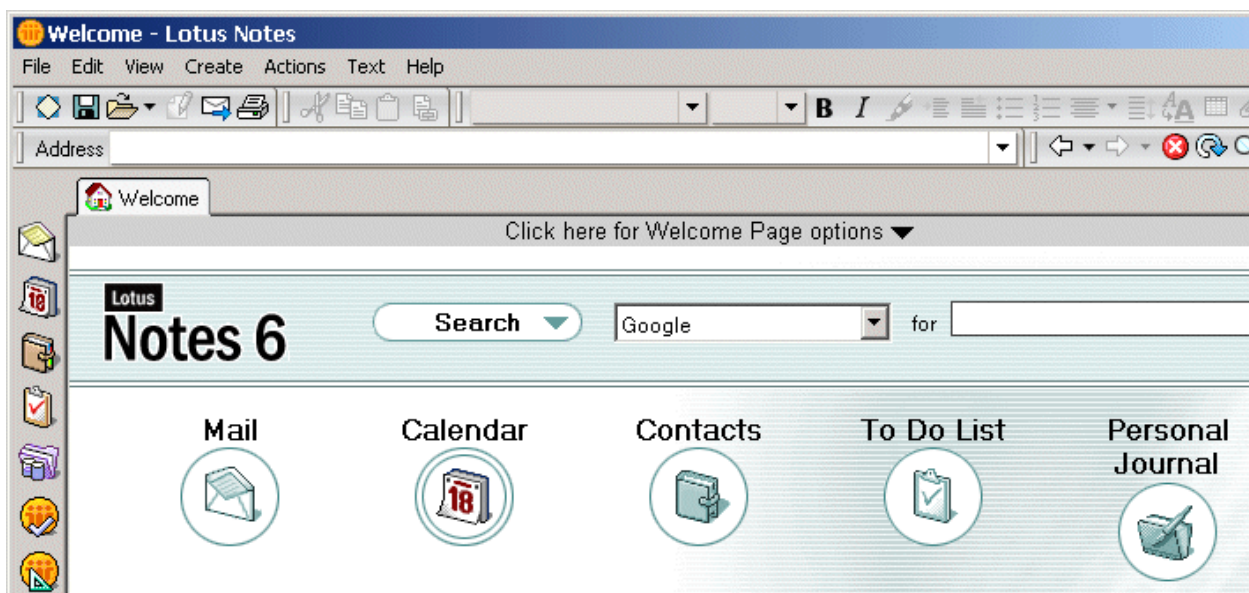 Welcome - Lotus Notes
File Edit View Create Actions Text Help
B I
Address
Welcome
Click here for Welcome Page options
Lotus
Notes 6
Search Google for
Mail Calendar Contacts To Do List Personal
Journal
18
18